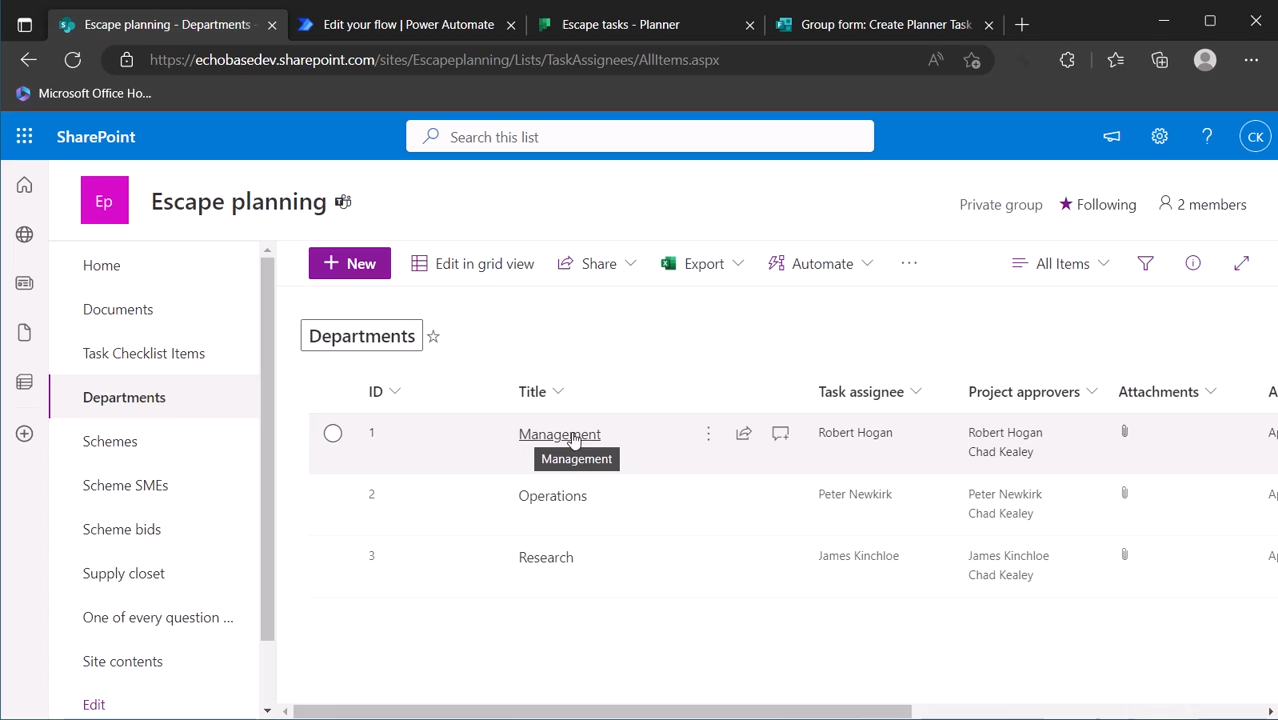 Escape planning - Departments -
Edit your flow | Power Automate
Escape tasks - Planner
Group form: Create Planner Task
https://echobasedev.sharepoint.com/sites/Escapeplanning/Lists/TaskAssignees/AllItems.aspx
Microsoft Office Ho...
SharePoint
Search this list
CK
Ep
Escape planning
Private group
Following
2 members
Home
Documents
Task Checklist Items
Departments
Schemes
Scheme SMEs
Scheme bids
Supply closet
One of every question ...
Site contents
Edit
New
Edit in grid view
Share
Export
Automate
All Items
Departments
ID
Title
Task assignee
Project approvers
Attachments
A
1
Management
Management
Robert Hogan
Robert Hogan
Chad Kealey
Ap
2
Operations
Peter Newkirk
Peter Newkirk
Chad Kealey
Ap
3
Research
James Kinchloe
James Kinchloe
Chad Kealey
Ap